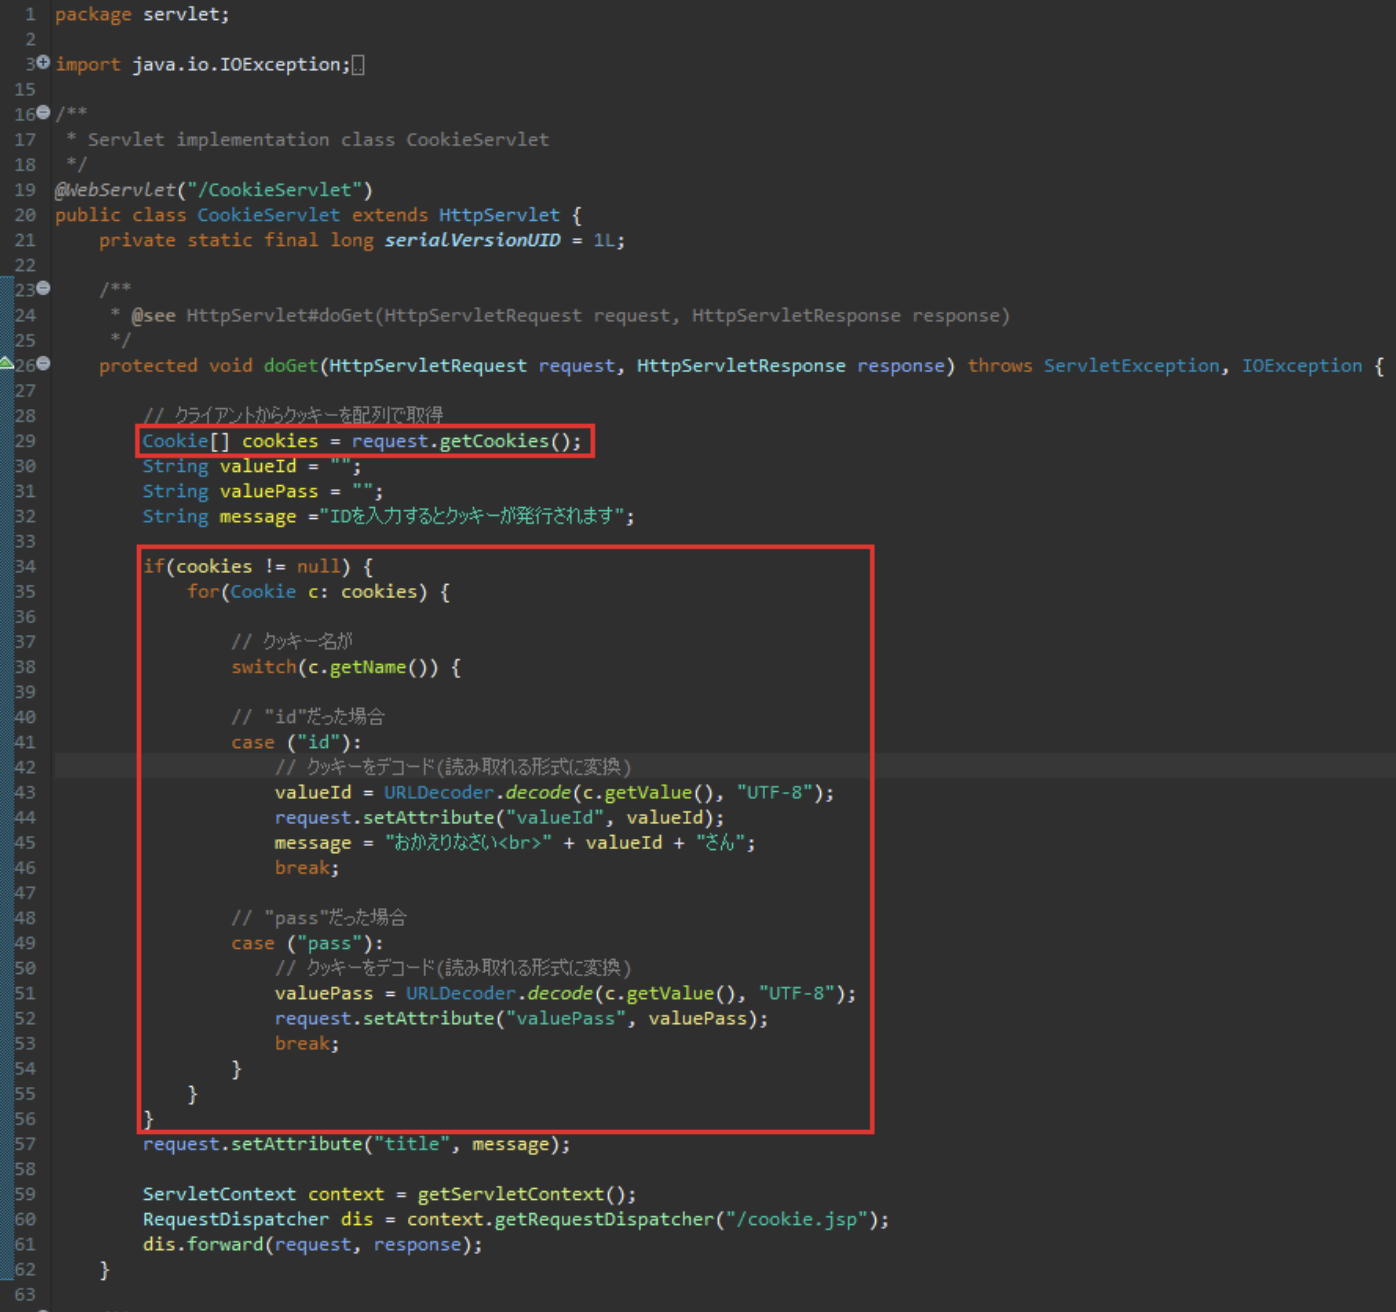 1 package servlet;
2
3 import java.io.IOException;
15
16 /**
17  * Servlet implementation class CookieServlet
18  */
19 @WebServlet("/CookieServlet")
20 public class CookieServlet extends HttpServlet {
21     private static final long serialVersionUID = 1L;
22
23     /**
24      * @see HttpServlet#doGet(HttpServletRequest request, HttpServletResponse response)
25      */
26     protected void doGet(HttpServletRequest request, HttpServletResponse response) throws ServletException, IOException {
27
28         // クライアントからクッキーを配列で取得
29         Cookie[] cookies = request.getCookies();
30         String valueId = "";
31         String valuePass = "";
32         String message ="IDを入力するとクッキーが発行されます";
33
34         if(cookies != null) {
35             for(Cookie c: cookies) {
36
37                 // クッキー名が
38                 switch(c.getName()) {
39
40                 // "id"だった場合
41                 case ("id"):
42                     // クッキーをデコード(読み取れる形式に変換)
43                     valueId = URLDecoder.decode(c.getValue(), "UTF-8");
44                     request.setAttribute("valueId", valueId);
45                     message = "おかえりなさい<br>" + valueId + "さん";
46                     break;
47
48                 // "pass"だった場合
49                 case ("pass"):
50                     // クッキーをデコード(読み取れる形式に変換)
51                     valuePass = URLDecoder.decode(c.getValue(), "UTF-8");
52                     request.setAttribute("valuePass", valuePass);
53                     break;
54                 }
55             }
56         }
57         request.setAttribute("title", message);
58
59         ServletContext context = getServletContext();
60         RequestDispatcher dis = context.getRequestDispatcher("/cookie.jsp");
61         dis.forward(request, response);
62     }
63